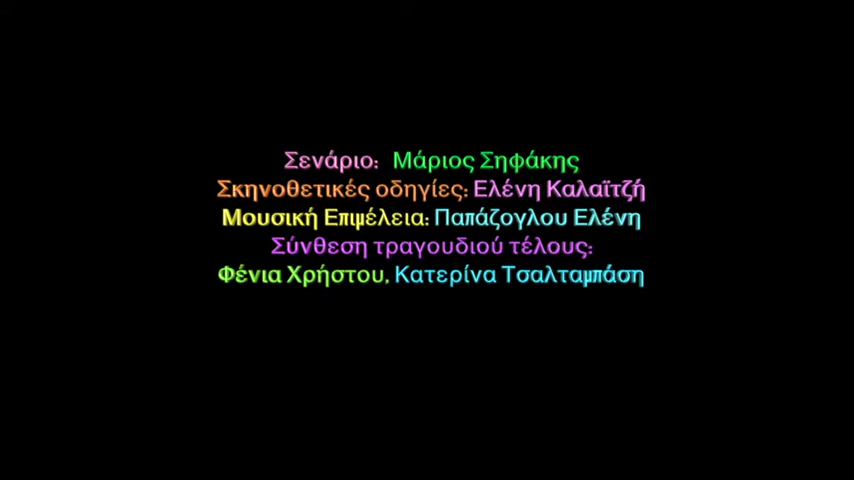 Σενάριο: Μάριος Σηφάκης
Σκηνοθετικές οδηγίες: Ελένη Καλαϊτζή
Μουσική Επιμέλεια: Παπάζογλου Ελένη
Σύνθεση τραγουδιού τέλους:
Φένια Χρήστου, Κατερίνα Τσαλταμπάση